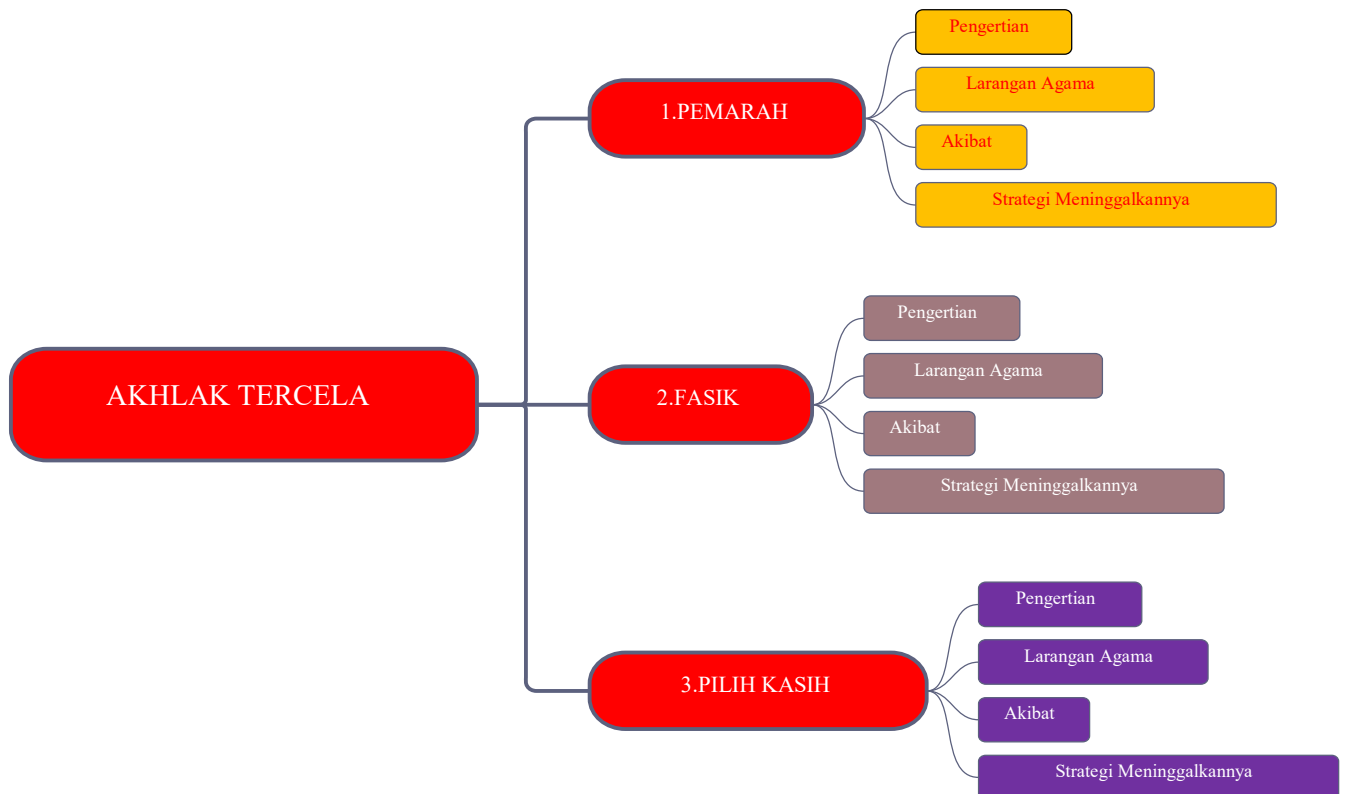 AKHLAK TERCELA
1.PEMARAH
Pengertian
Larangan Agama
Akibat
Strategi Meninggalkannya
2.FASIK
Pengertian
Larangan Agama
Akibat
Strategi Meninggalkannya
3.PILIH KASIH
Pengertian
Larangan Agama
Akibat
Strategi Meninggalkannya